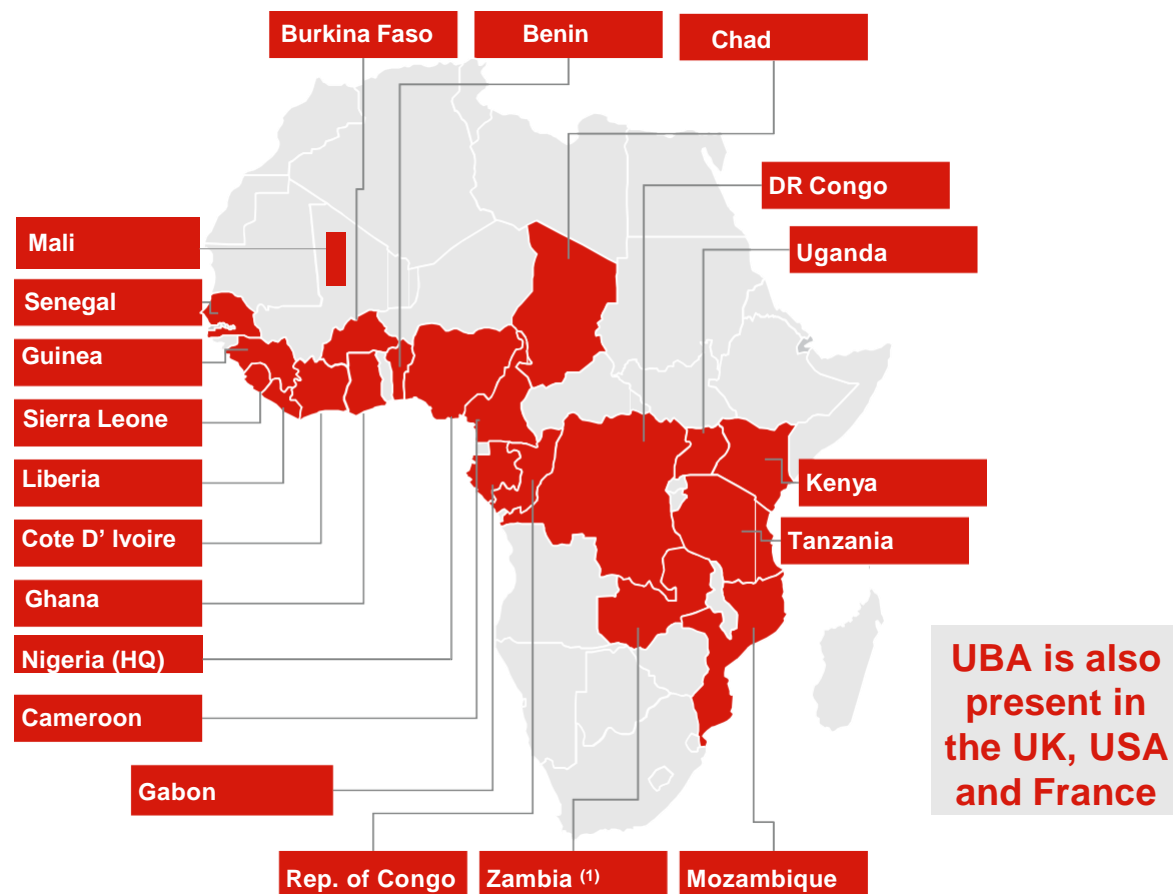 Burkina Faso
Benin
Chad
DR Congo
Mali
Uganda
Senegal
Guinea
Sierra Leone
Liberia
Kenya
Cote D’ Ivoire
Tanzania
Ghana
Nigeria (HQ)
Cameroon
Gabon
UBA is also
present in
the UK, USA
and France
Rep. of Congo
Zambia (1)
Mozambique